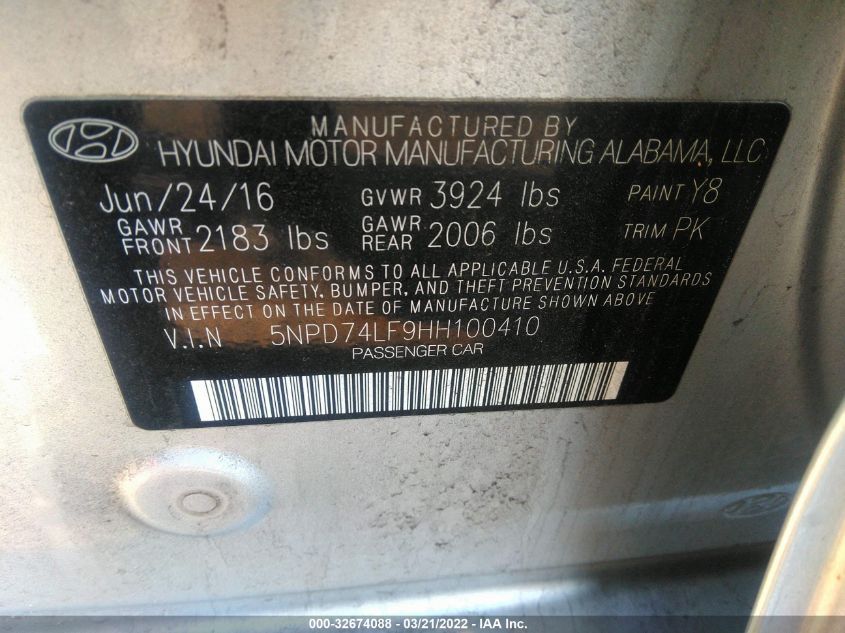 MANUFACTURED BY
HYUNDAI MOTOR MANUFACTURING ALABAMA, LLC
Jun/24/16 GVWR 3924 lbs PAINT Y8
GAWR FRONT 2183 lbs GAWR REAR 2006 lbs TRIM PK
THIS VEHICLE CONFORMS TO ALL APPLICABLE U.S.A. FEDERAL
MOTOR VEHICLE SAFETY, BUMPER, AND THEFT PREVENTION STANDARDS
IN EFFECT ON THE DATE OF MANUFACTURE SHOWN ABOVE
V.I.N 5NPD74LF9HH100410
PASSENGER CAR
000-32674088 - 03/21/2022 - IAA Inc.